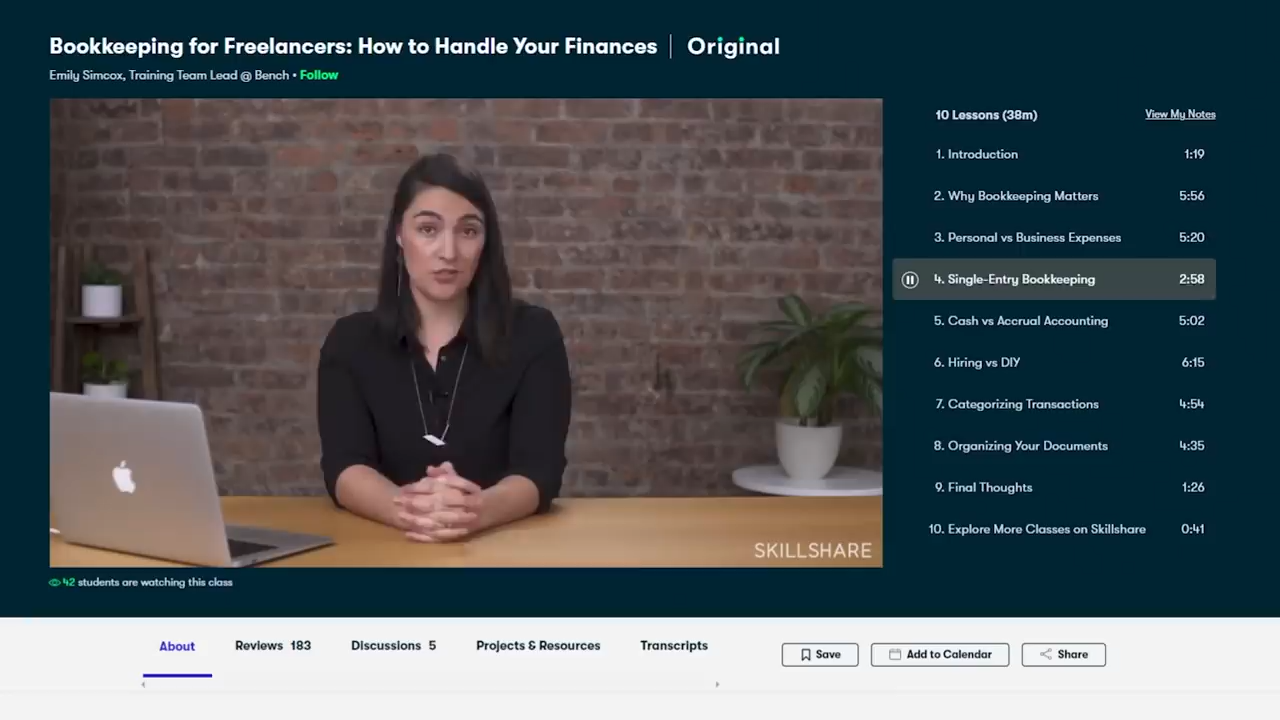 Bookkeeping for Freelancers: How to Handle Your Finances | Original
Emily Simcox, Training Team Lead @ Bench • Follow
10 Lessons (38m) View My Notes
1. Introduction 1:19
2. Why Bookkeeping Matters 5:56
3. Personal vs Business Expenses 5:20
4. Single-Entry Bookkeeping 2:58
5. Cash vs Accrual Accounting 5:02
6. Hiring vs DIY 6:15
7. Categorizing Transactions 4:54
8. Organizing Your Documents 4:35
9. Final Thoughts 1:26
10. Explore More Classes on Skillshare 0:41
SKILLSHARE
42 students are watching this class
About Reviews 183 Discussions 5 Projects & Resources Transcripts Save Add to Calendar Share